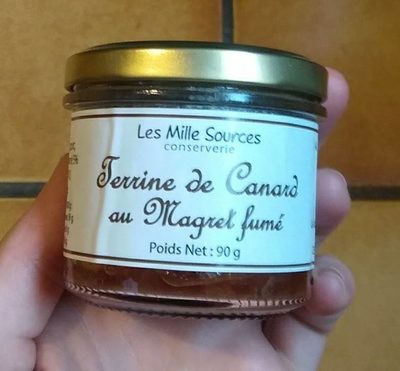 Les Mille Sources
conserverie
Terrine de Canard
au Magret fumé
Poids Net : 90 g